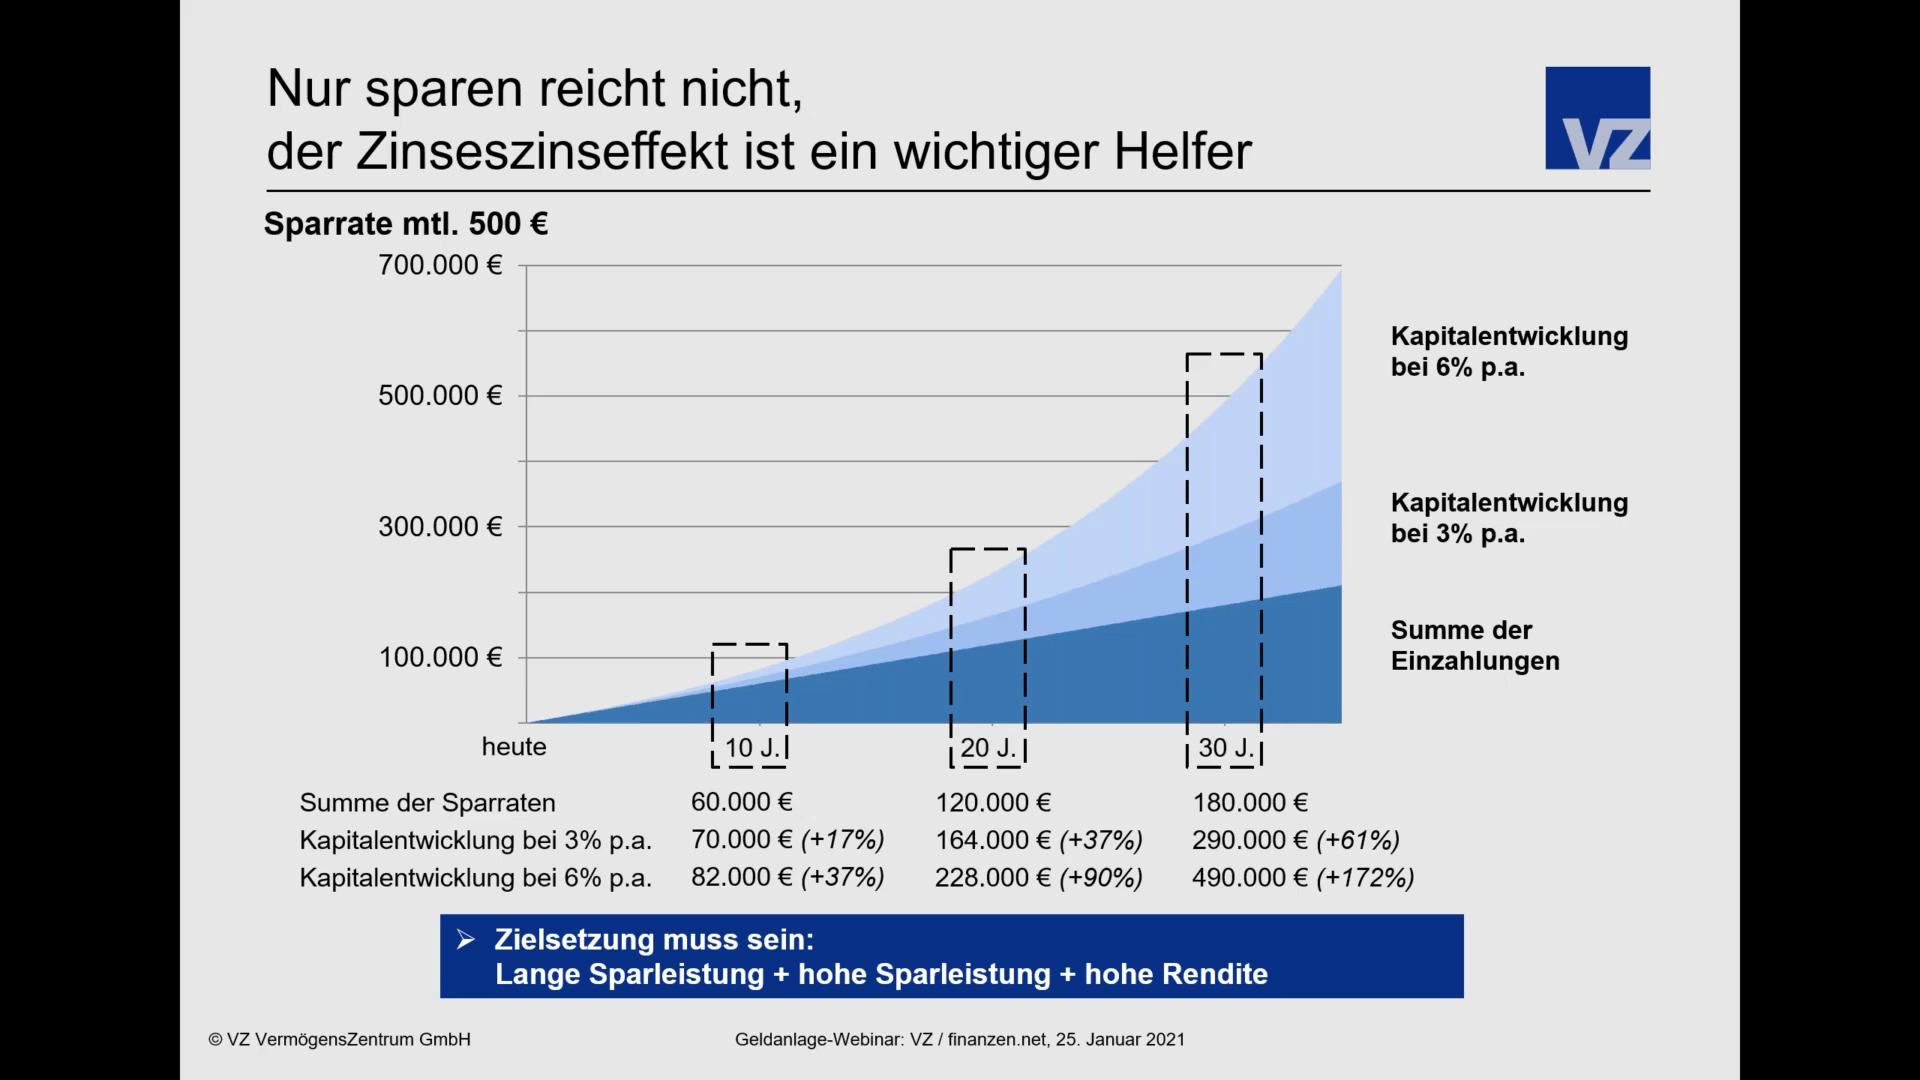 Nur sparen reicht nicht,
der Zinseszinseffekt ist ein wichtiger Helfer
VZ
Sparrate mtl. 500 €
700.000 €
500.000 €
300.000 €
100.000 €
Kapitalentwicklung
bei 6% p.a.
Kapitalentwicklung
bei 3% p.a.
Summe der
Einzahlungen
heute 10 J. 20 J. 30 J.
Summe der Sparraten 60.000 € 120.000 € 180.000 €
Kapitalentwicklung bei 3% p.a. 70.000 € (+17%) 164.000 € (+37%) 290.000 € (+61%)
Kapitalentwicklung bei 6% p.a. 82.000 € (+37%) 228.000 € (+90%) 490.000 € (+172%)
➢ Zielsetzung muss sein:
Lange Sparleistung + hohe Sparleistung + hohe Rendite
© VZ VermögensZentrum GmbH Geldanlage-Webinar: VZ / finanzen.net, 25. Januar 2021